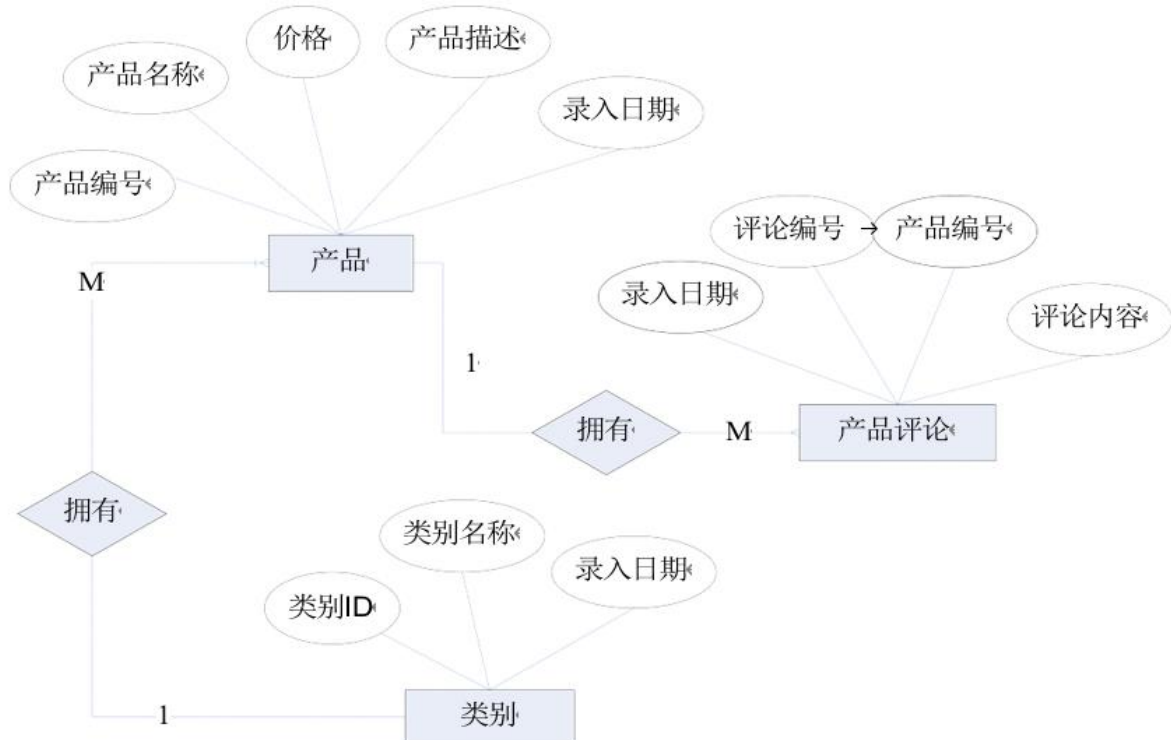 价格
产品描述
产品名称
录入日期
产品编号
评论编号 → 产品编号
产品
M
录入日期
评论内容
1
拥有
M
产品评论
拥有
类别名称
录入日期
类别ID
类别
1